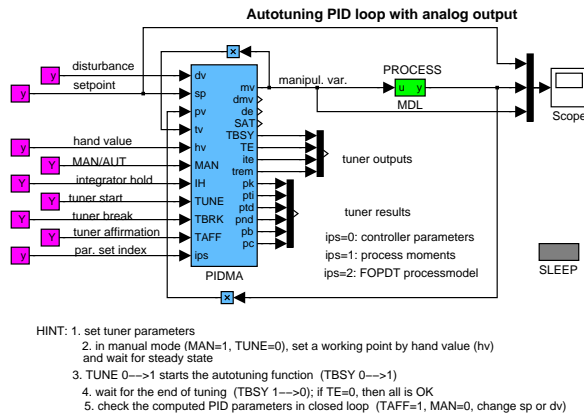 Autotuning PID loop with analog output
disturbance
y
setpoint
y
hand value
y
MAN/AUT
Y
integrator hold
Y
tuner start
Y
tuner break
Y
tuner affirmation
Y
par. set index
y
×
dv
sp
pv
tv
hv
MAN
IH
TUNE
TBRK
TAFF
ips
mv
dmv
de
SAT
TBSY
TE
ite
trem
pk
pti
ptd
pnd
pb
pc
PIDMA
×
manipul. var.
PROCESS
u y
MDL
Scope
tuner outputs
tuner results
ips=0: controller parameters
ips=1: process moments
ips=2: FOPDT processmodel
SLEEP
HINT: 1. set tuner parameters
2. in manual mode (MAN=1, TUNE=0), set a working point by hand value (hv)
and wait for steady state
3. TUNE 0-->1 starts the autotuning function (TBSY 0-->1)
4. wait for the end of tuning (TBSY 1-->0); if TE=0, then all is OK
5. check the computed PID parameters in closed loop (TAFF=1, MAN=0, change sp or dv)